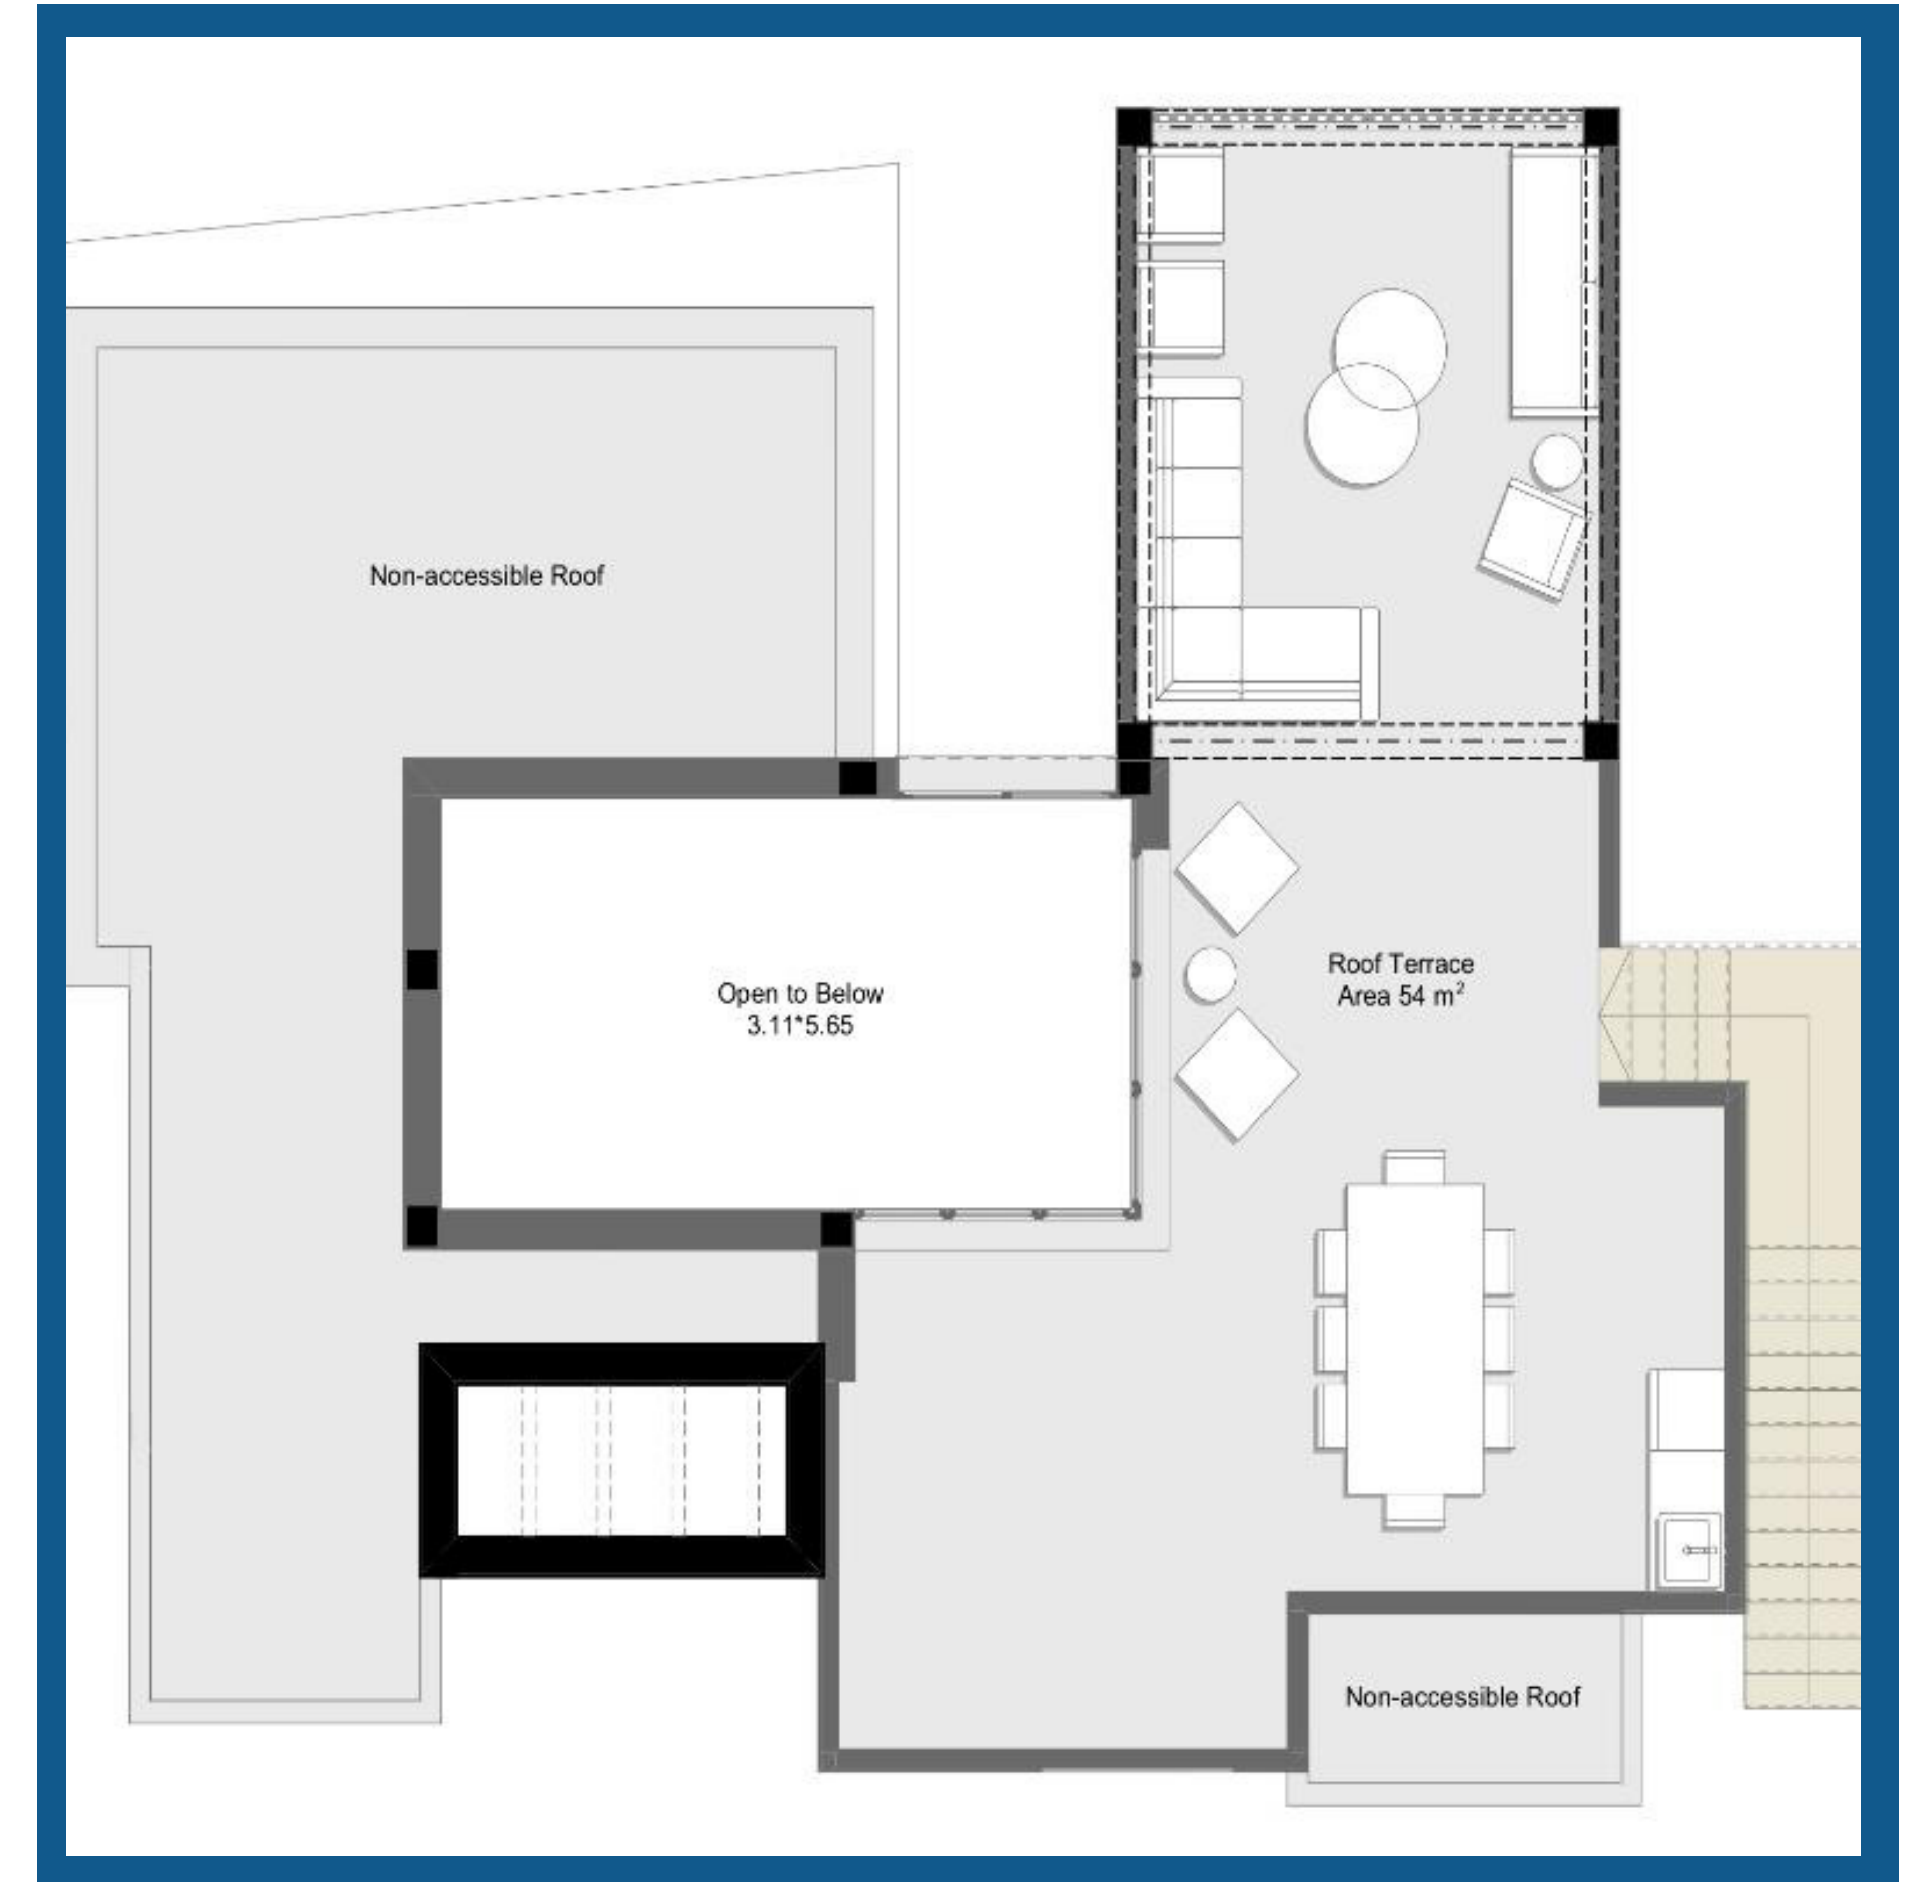 Non-accessible Roof
Roof Terrace
Area 54 m²
Open to Below
3.11*5.65
Non-accessible Roof